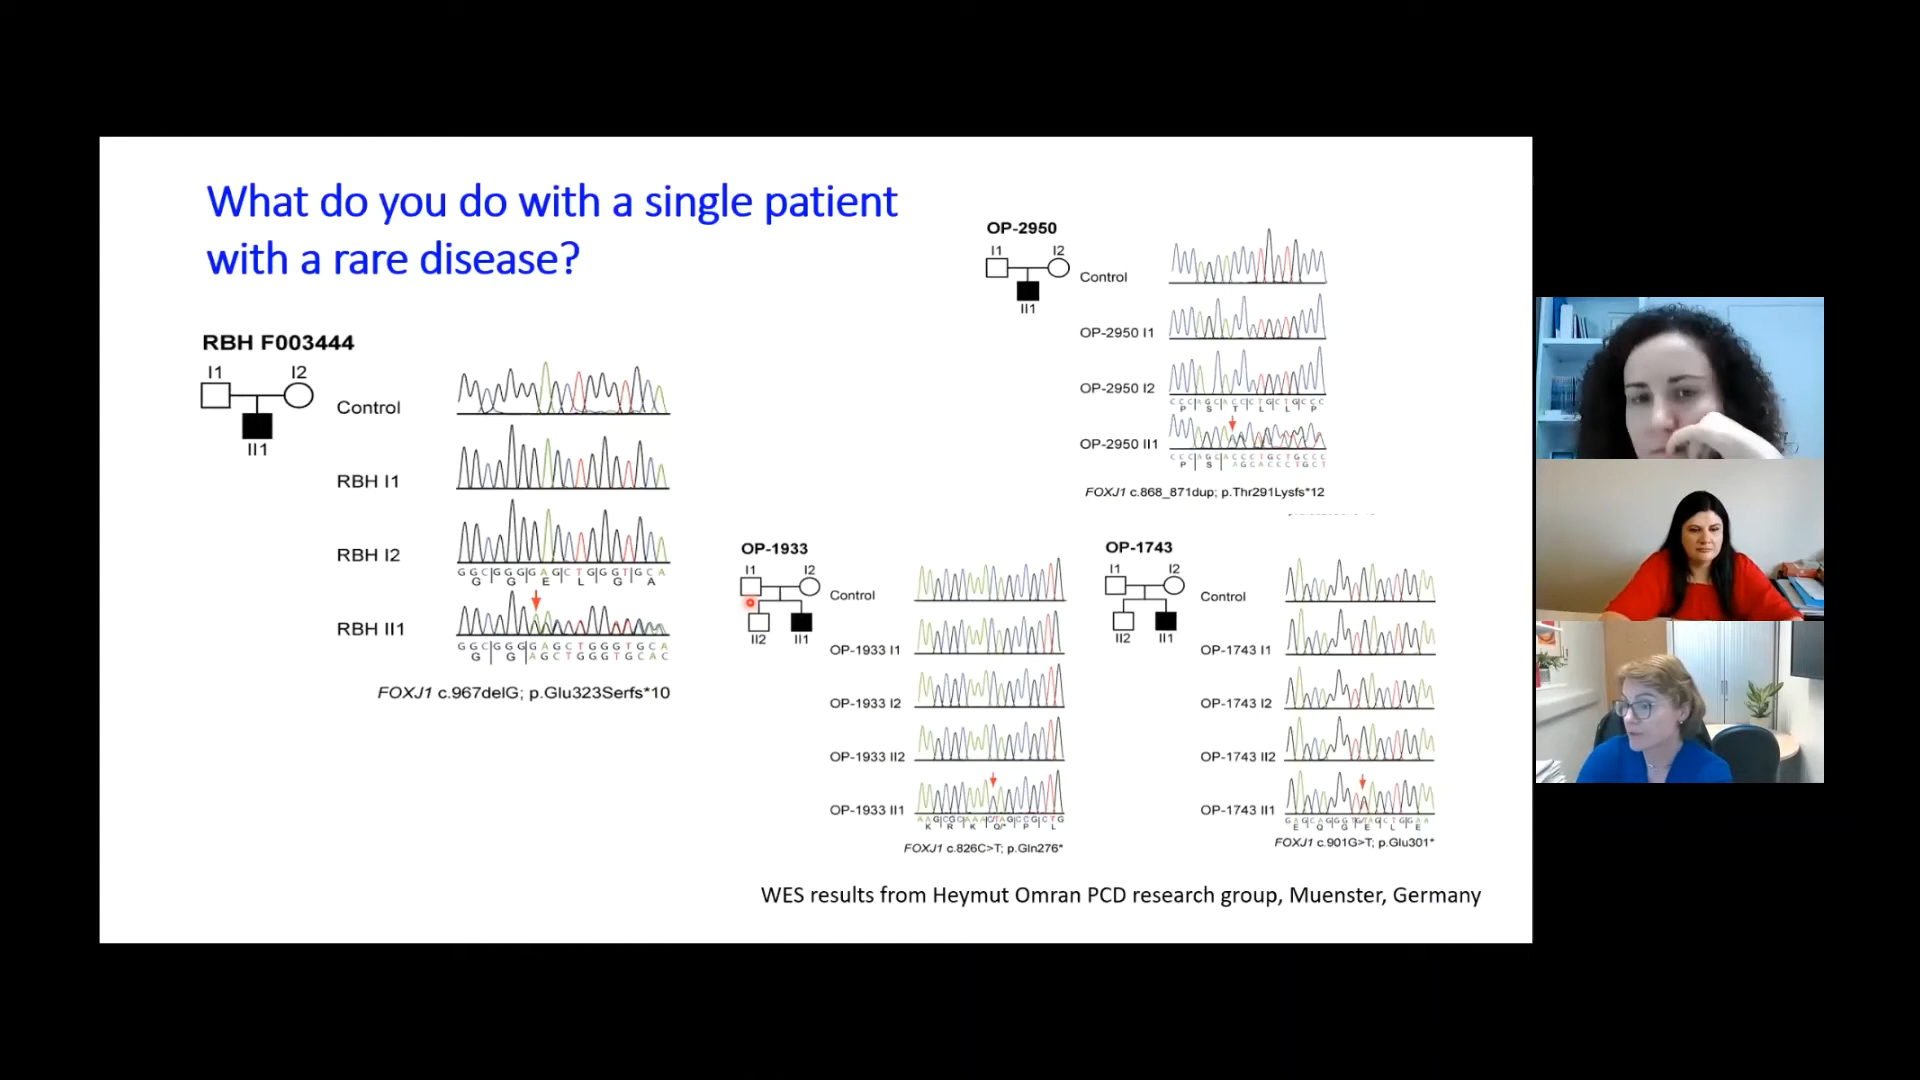 What do you do with a single patient
with a rare disease?
RBH F003444
I1 I2
II1
Control
RBH I1
RBH I2
G G C G G G G A G C T G G G T G C A
G G E L G A
RBH II1
G G C G G G G A G C T G G G T G C A
G G A G C T G G G T G C A C
FOXJ1 c.967delG; p.Glu323Serfs*10
OP-2950
I1 I2
II1
Control
OP-2950 I1
OP-2950 I2
C C C A G C A C C C T G C T G C C C
P S T L L P
OP-2950 II1
C C C A G C A C C C T G C T G C C C
P S A G C A C C C T G C T
FOXJ1 c.868_871dup; p.Thr291Lysfs*12
OP-1933
I1 I2
II2 II1
Control
OP-1933 I1
OP-1933 I2
OP-1933 II2
OP-1933 II1
A A G C G C A A A C/T A G C C G C T G
K R K Q/* P L
FOXJ1 c.826C>T; p.Gln276*
OP-1743
I1 I2
II2 II1
Control
OP-1743 I1
OP-1743 I2
OP-1743 II2
OP-1743 II1
G A G C A G G G T G/T A G C T G G A A
E Q G E L E
FOXJ1 c.901G>T; p.Glu301*
WES results from Heymut Omran PCD research group, Muenster, Germany